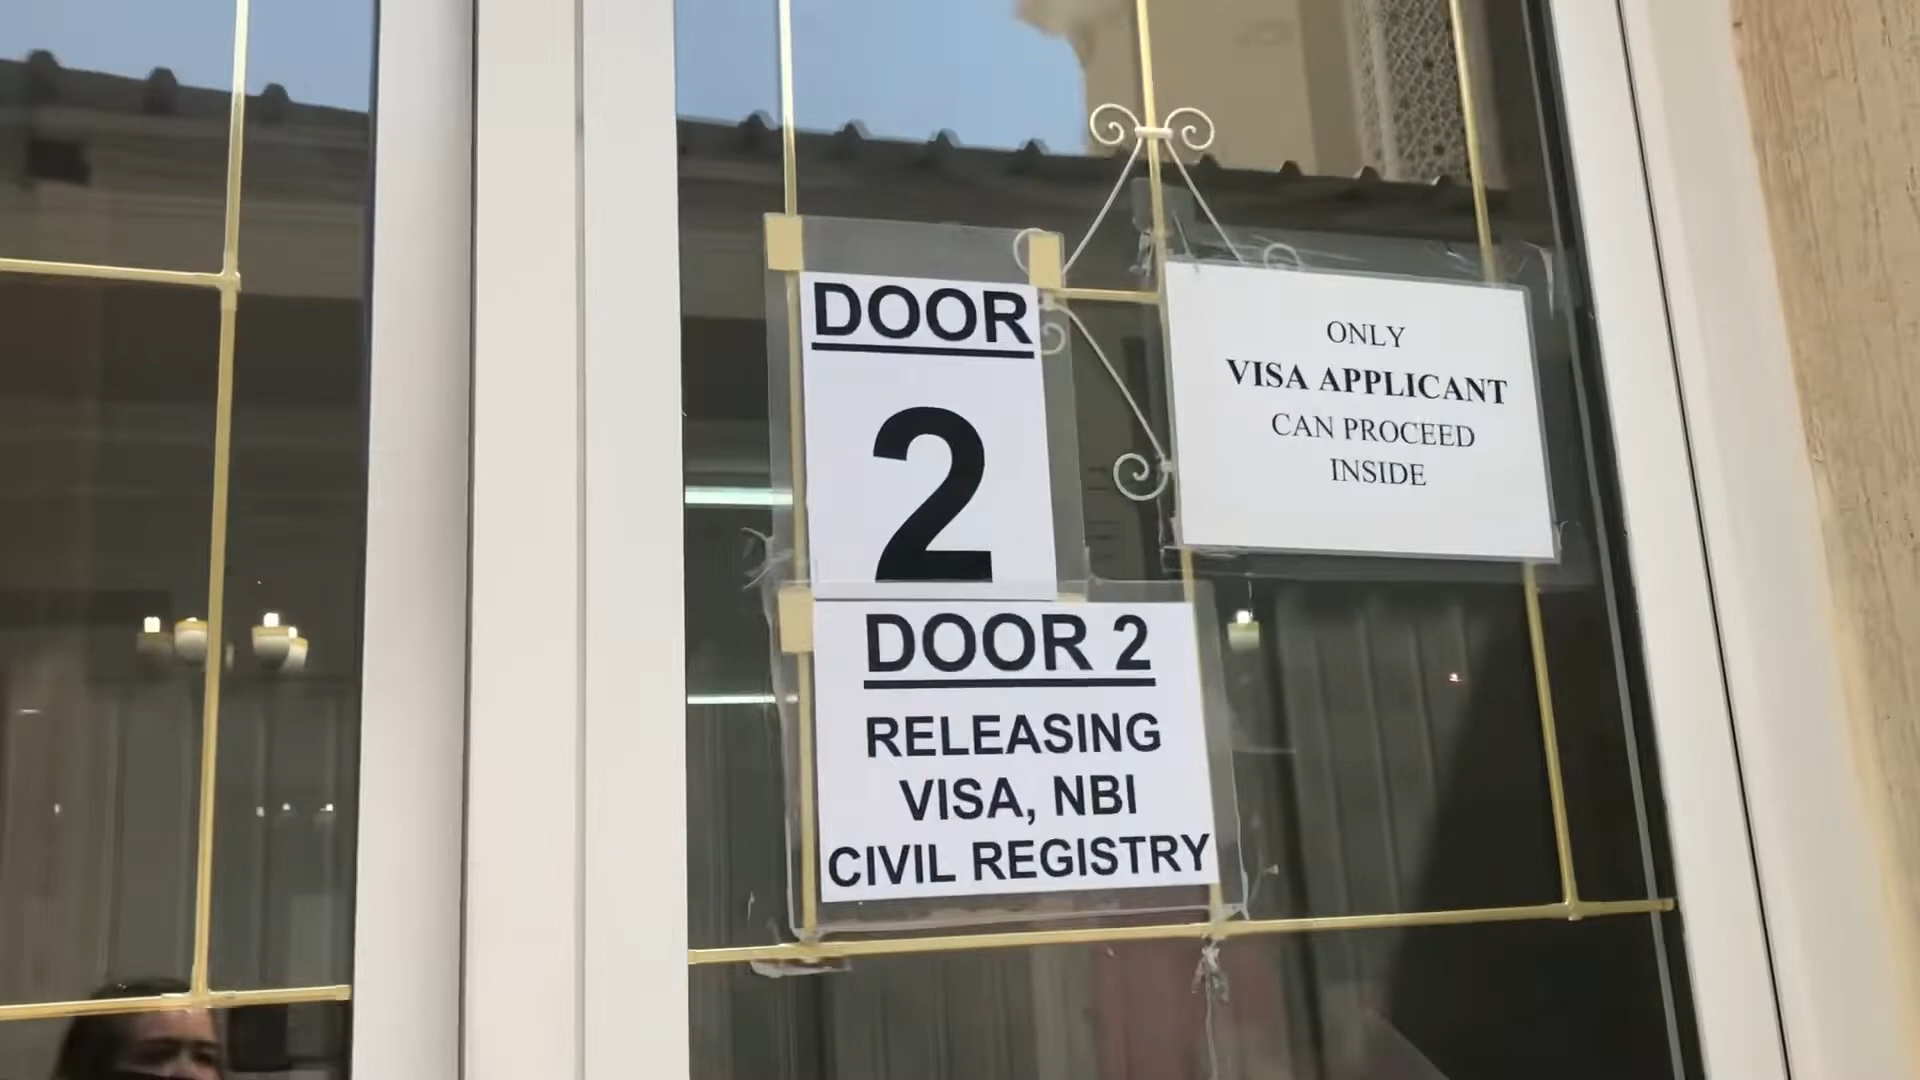 DOOR
2
DOOR 2
RELEASING
VISA, NBI
CIVIL REGISTRY
ONLY
VISA APPLICANT
CAN PROCEED
INSIDE